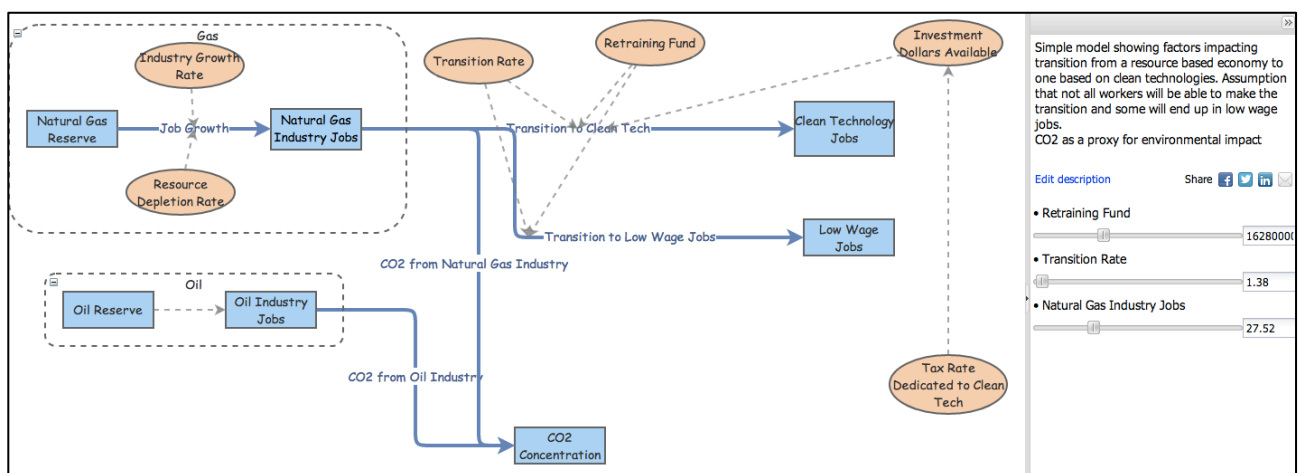 Gas
Industry Growth
Rate
Natural Gas
Reserve
Job Growth
Natural Gas
Industry Jobs
Resource
Depletion Rate
Transition Rate
Retraining Fund
Investment
Dollars Available
Transition to Clean Tech
Clean Technology
Jobs
Transition to Low Wage Jobs
Low Wage
Jobs
CO2 from Natural Gas Industry
Oil
Oil Reserve
Oil Industry
Jobs
CO2 from Oil Industry
Tax Rate
Dedicated to Clean
Tech
CO2
Concentration
Simple model showing factors impacting
transition from a resource based economy to
one based on clean technologies. Assumption
that not all workers will be able to make the
transition and some will end up in low wage
jobs.
CO2 as a proxy for environmental impact
Edit description
Share
• Retraining Fund
1628000
• Transition Rate
1.38
• Natural Gas Industry Jobs
27.52